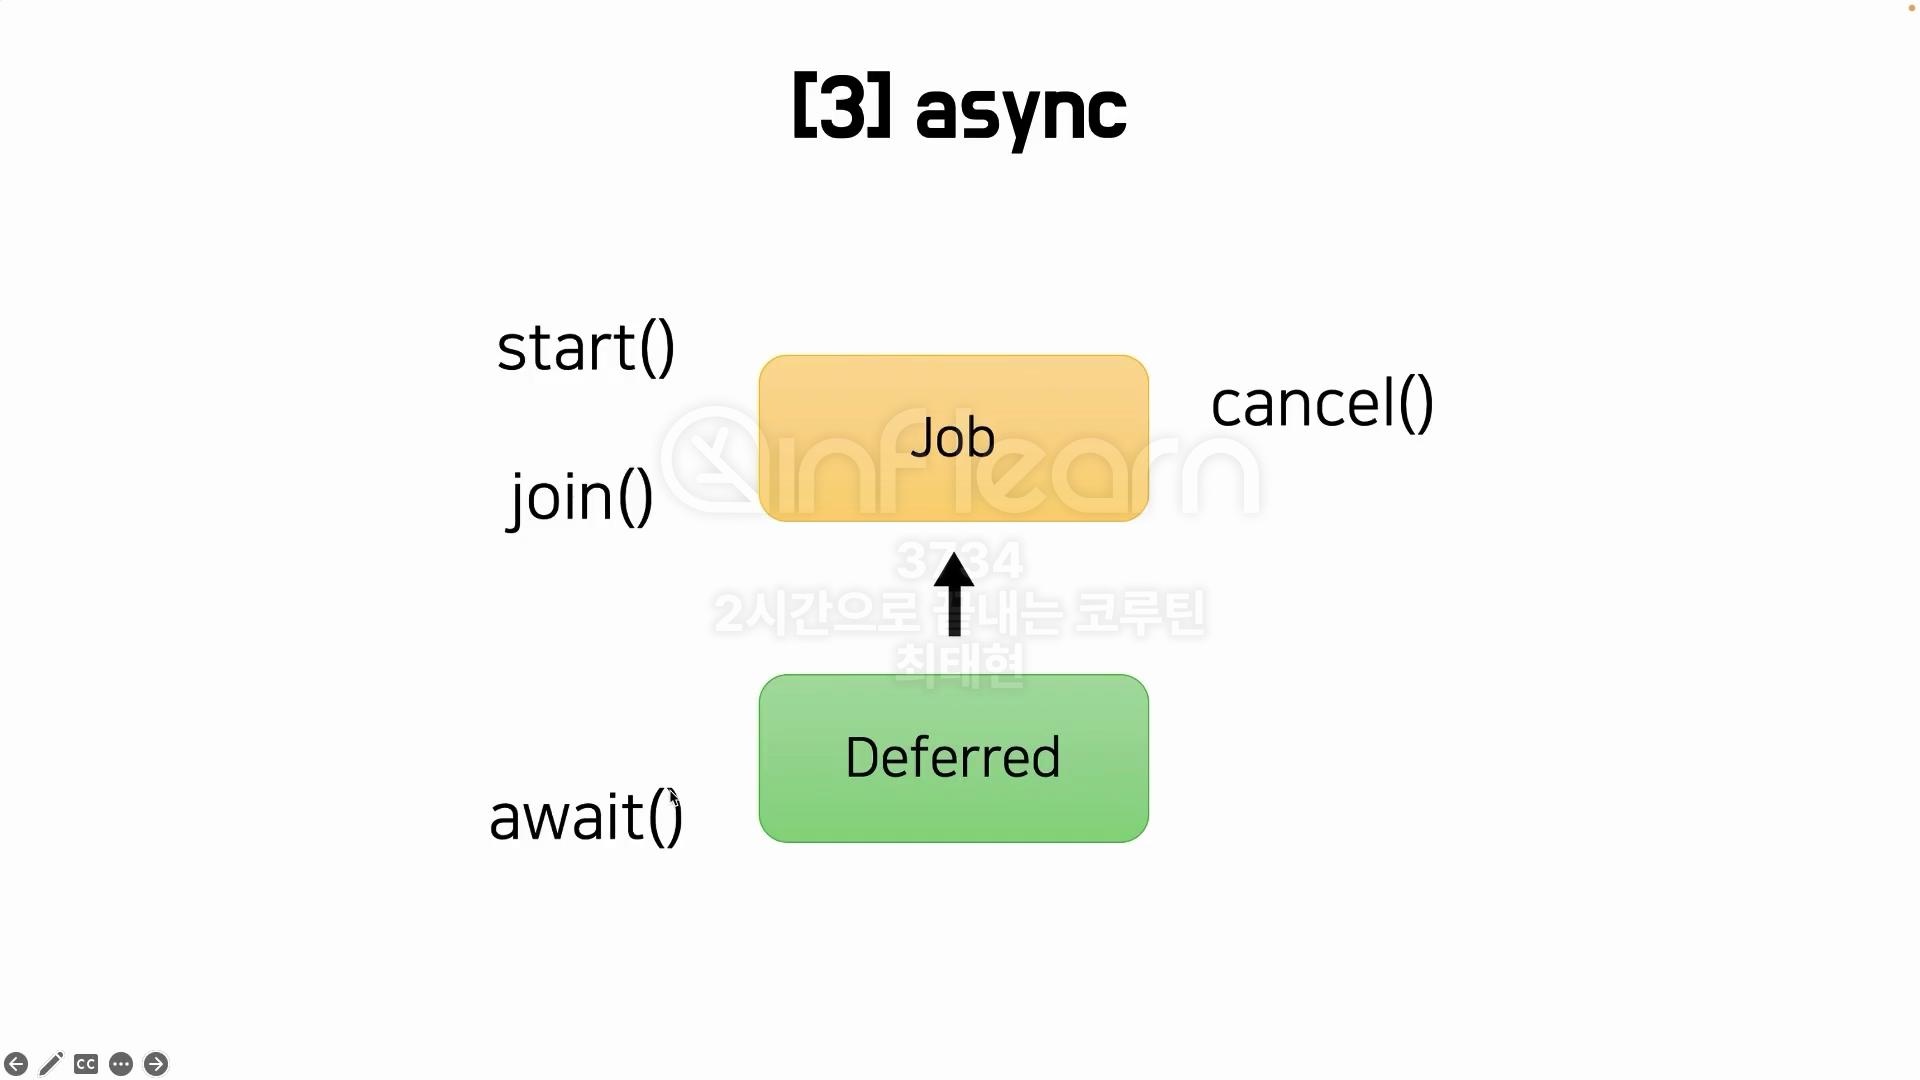 [3] async
start()
Job
cancel()
join()
inflearn
3734
2시간으로 끝내는 코루틴
최태현
Deferred
await()
CC